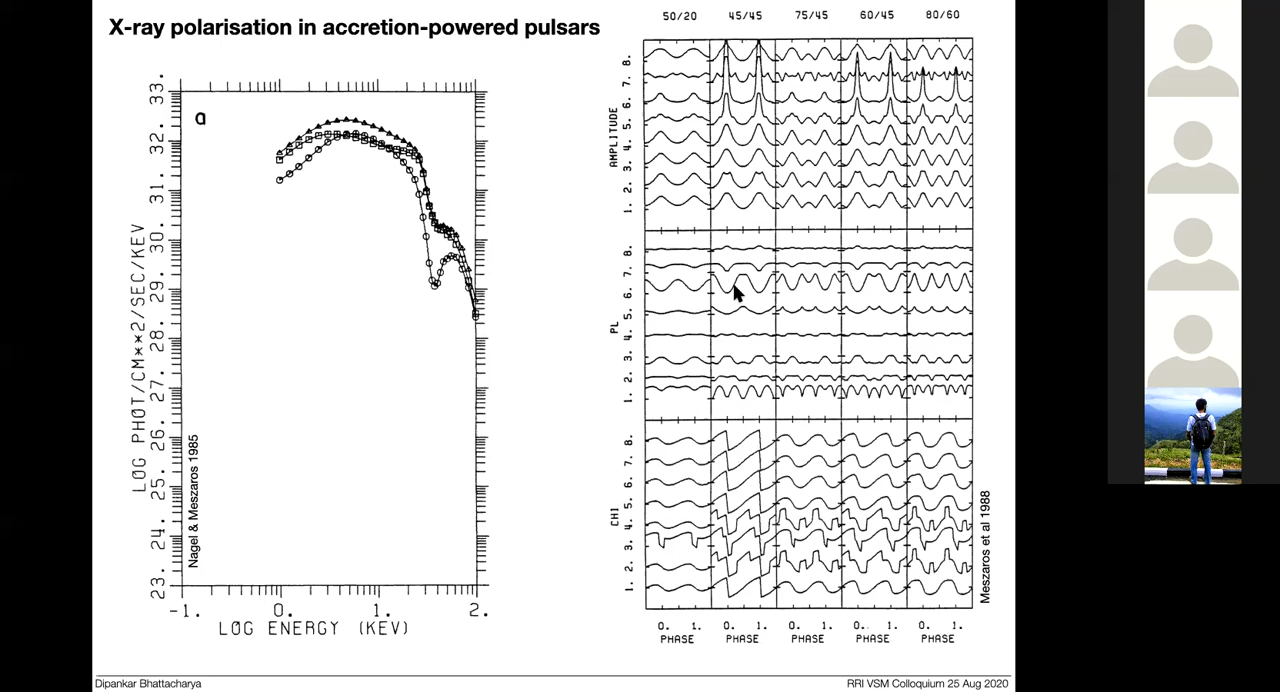 X-ray polarisation in accretion-powered pulsars
a
LOG PHOT/CM**2/SEC/KEV
33.
32.
31.
30.
29.
28.
27.
26.
25.
24.
23.
-1.
0.
1.
2.
LOG ENERGY (KEV)
Nagel & Meszaros 1985
50/20 45/45 75/45 60/45 80/60
AMPLITUDE
8.
7.
6.
5.
4.
3.
2.
1.
PL
8.
7.
6.
5.
4.
3.
2.
1.
CHI
8.
7.
6.
5.
4.
3.
2.
1.
0. 1. 0. 1. 0. 1. 0. 1. 0. 1.
PHASE PHASE PHASE PHASE PHASE
Meszaros et al 1988
Dipankar Bhattacharya
RRI VSM Colloquium 25 Aug 2020